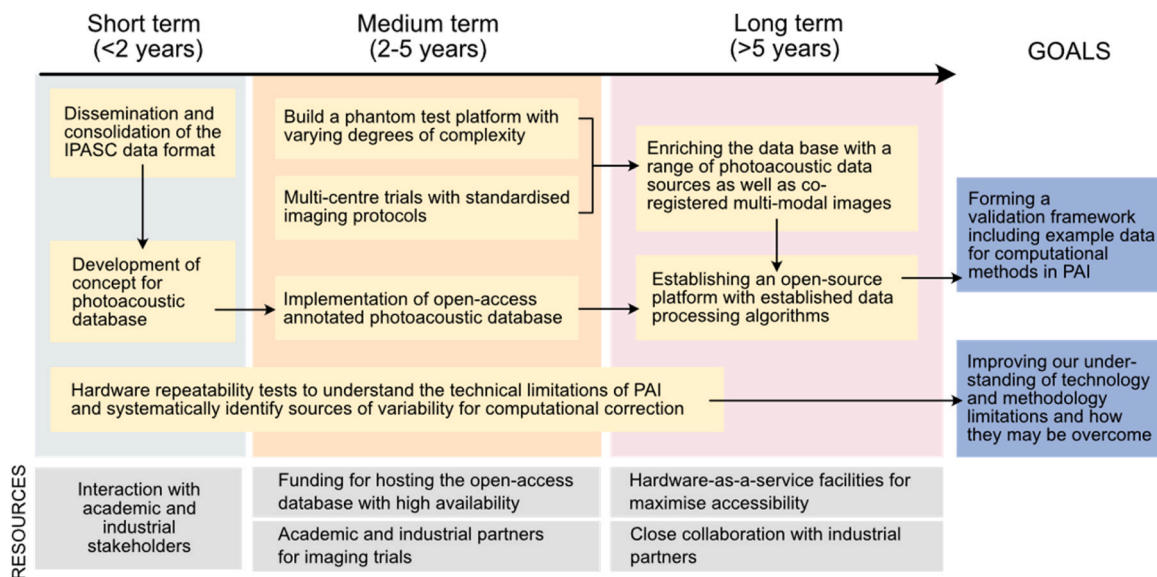 Short term
(<2 years)
Medium term
(2-5 years)
Long term
(>5 years)
GOALS
Dissemination and
consolidation of the
IPASC data format
Build a phantom test platform with
varying degrees of complexity
Multi-centre trials with standardised
imaging protocols
Enriching the data base with a
range of photoacoustic data
sources as well as co-
registered multi-modal images
Forming a
validation framework
including example data
for computational
methods in PAI
Development of
concept for
photoacoustic
database
Implementation of open-access
annotated photoacoustic database
Establishing an open-source
platform with established data
processing algorithms
Hardware repeatability tests to understand the technical limitations of PAI
and systematically identify sources of variability for computational correction
Improving our under-
standing of technology
and methodology
limitations and how
they may be overcome
RESOURCES
Interaction with
academic and
industrial
stakeholders
Funding for hosting the open-access
database with high availability
Academic and industrial partners
for imaging trials
Hardware-as-a-service facilities for
maximise accessibility
Close collaboration with industrial
partners